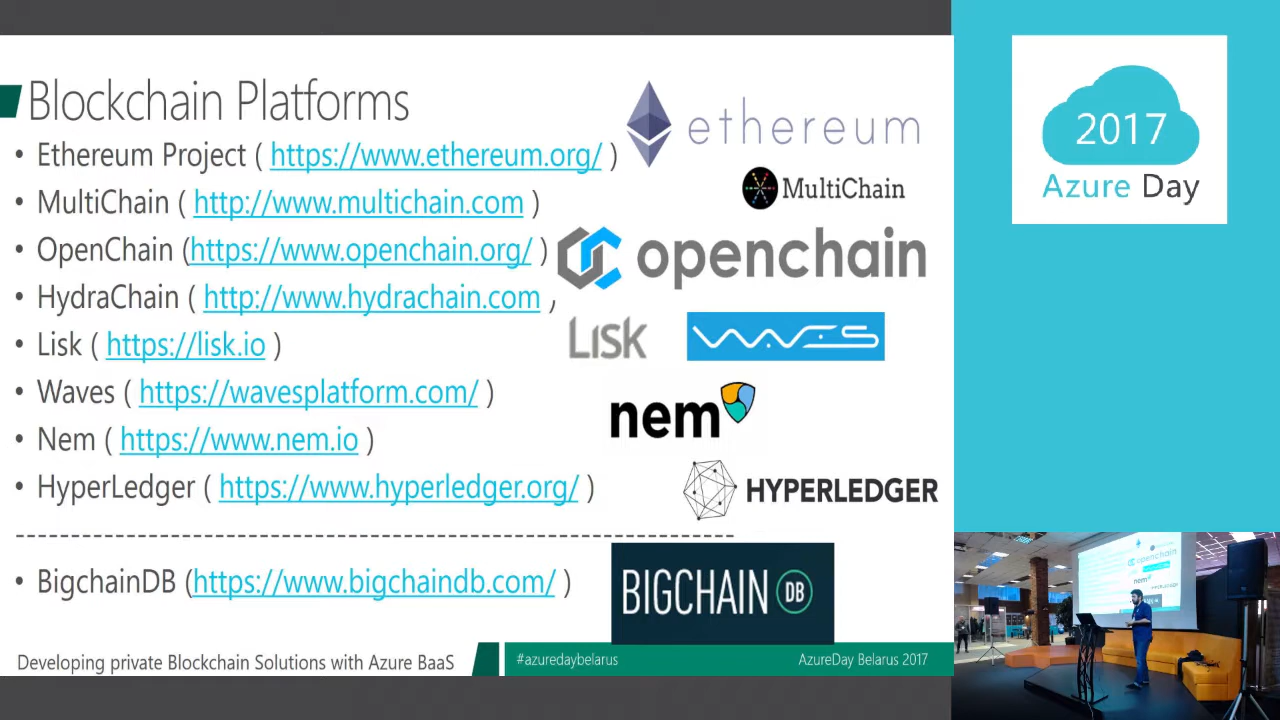 Blockchain Platforms
• Ethereum Project ( https://www.ethereum.org/ )
• MultiChain ( http://www.multichain.com )
• OpenChain (https://www.openchain.org/ )
• HydraChain ( http://www.hydrachain.com ,
• Lisk ( https://lisk.io )
• Waves ( https://wavesplatform.com/ )
• Nem ( https://www.nem.io )
• HyperLedger ( https://www.hyperledger.org/ )
• BigchainDB (https://www.bigchaindb.com/ )
ethereum
MultiChain
openchain
Lisk
WAVES
nem
HYPERLEDGER
BIGCHAIN DB
Developing private Blockchain Solutions with Azure BaaS
#azuredaybelarus
AzureDay Belarus 2017
2017
Azure Day
openchain
nem
HYPERLEDGER